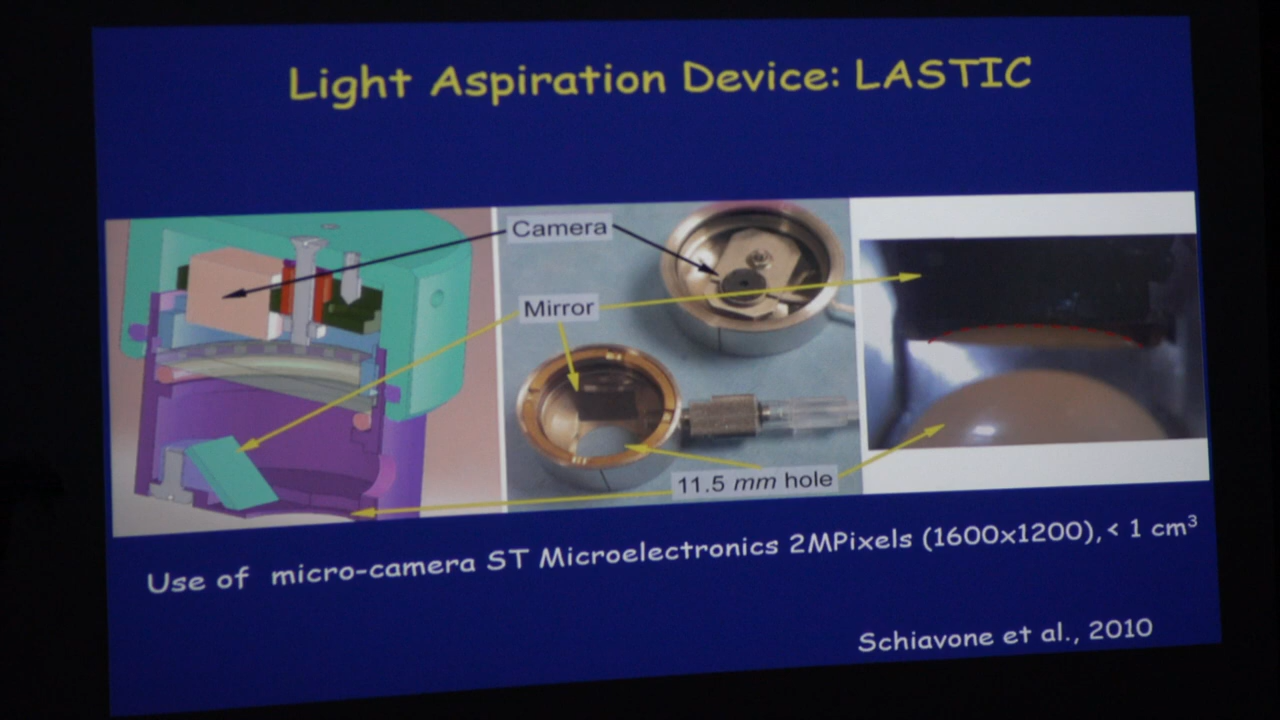 Light Aspiration Device: LASTIC
Camera
Mirror
11.5 mm hole
Use of micro-camera ST Microelectronics 2MPixels (1600x1200), < 1 cm³
Schiavone et al., 2010